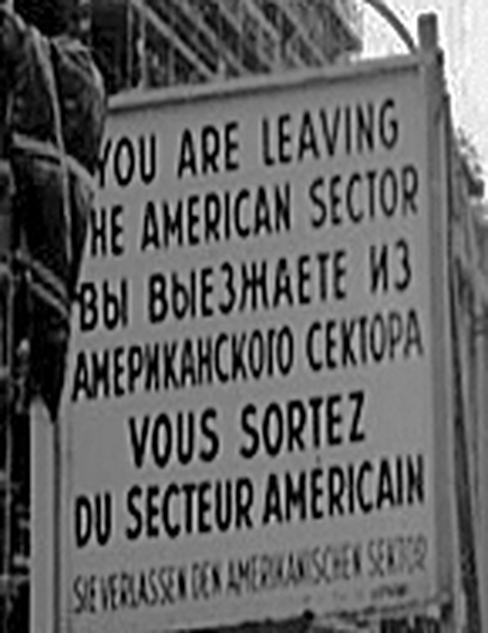 YOU ARE LEAVING
HE AMERICAN SECTOR
ВЫ ВЫЕЗЖАЕТЕ ИЗ
АМЕРИКАНСКОГО СЕКТОРА
VOUS SORTEZ
DU SECTEUR AMÉRICAIN
SIE VERLASSEN DEN AMERIKANISCHEN SEKTOR